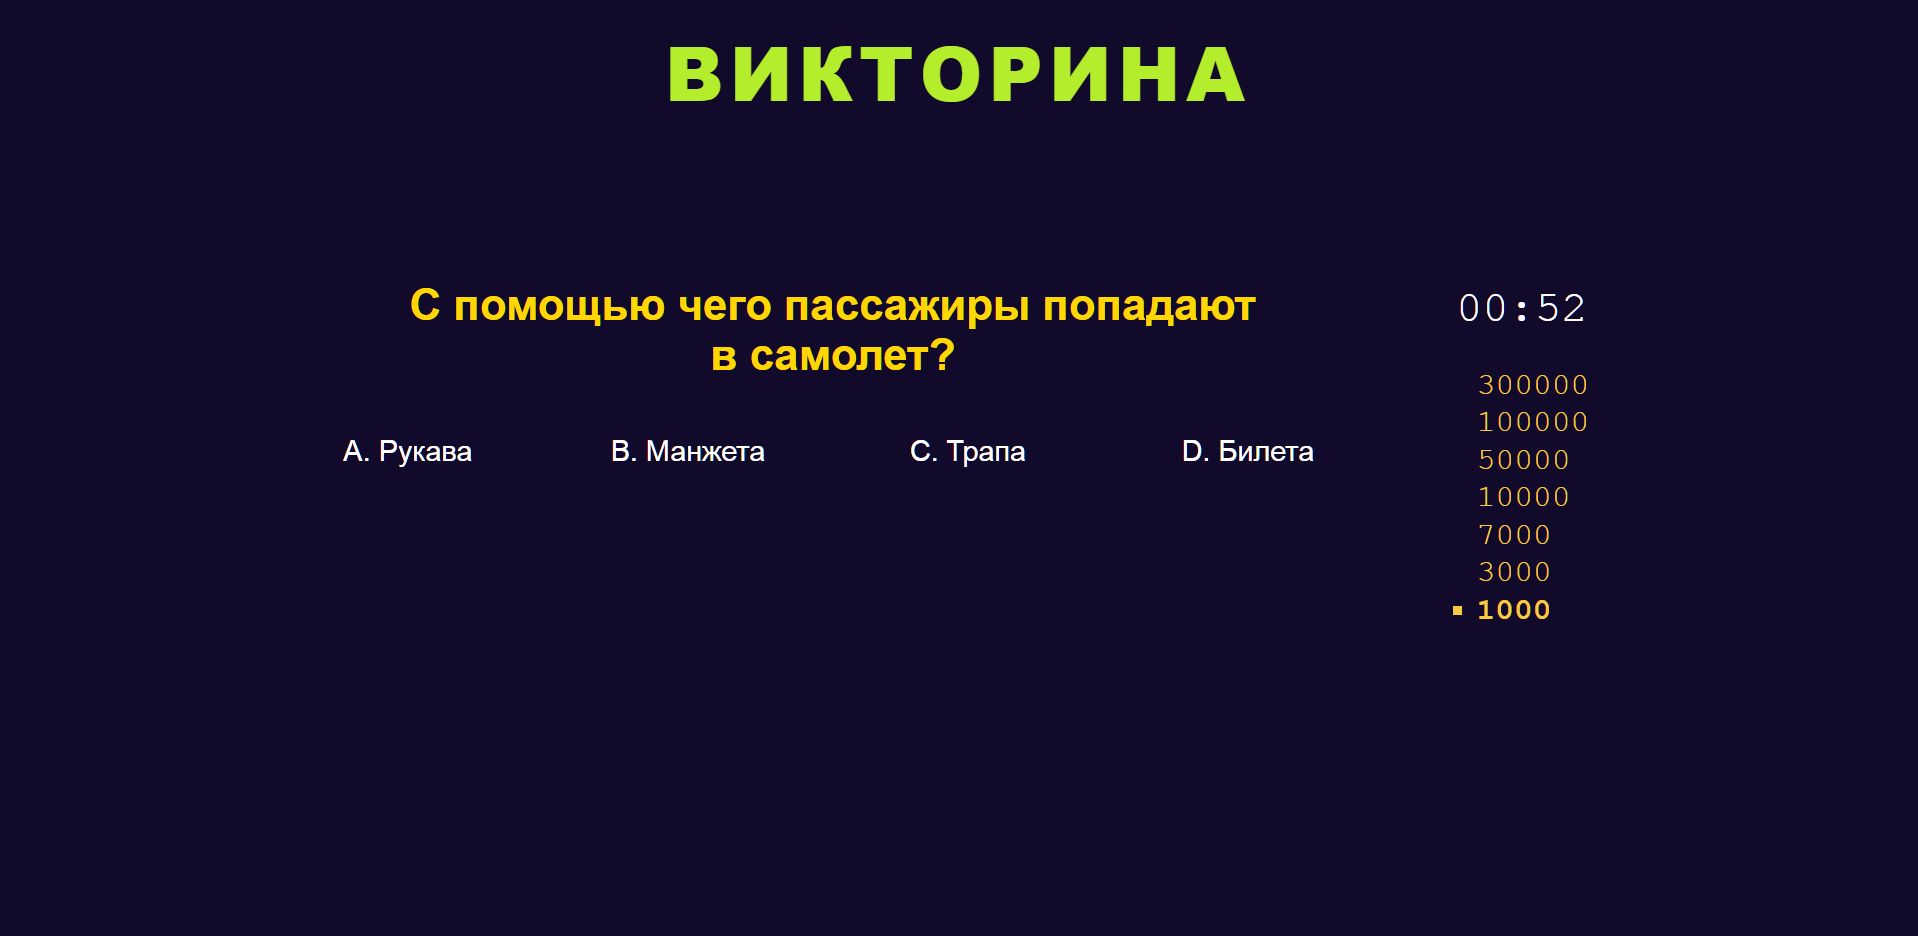 ВИКТОРИНА
С помощью чего пассажиры попадают
в самолет?
00:52
A. Рукава
B. Манжета
C. Трапа
D. Билета
300000
100000
50000
10000
7000
3000
1000